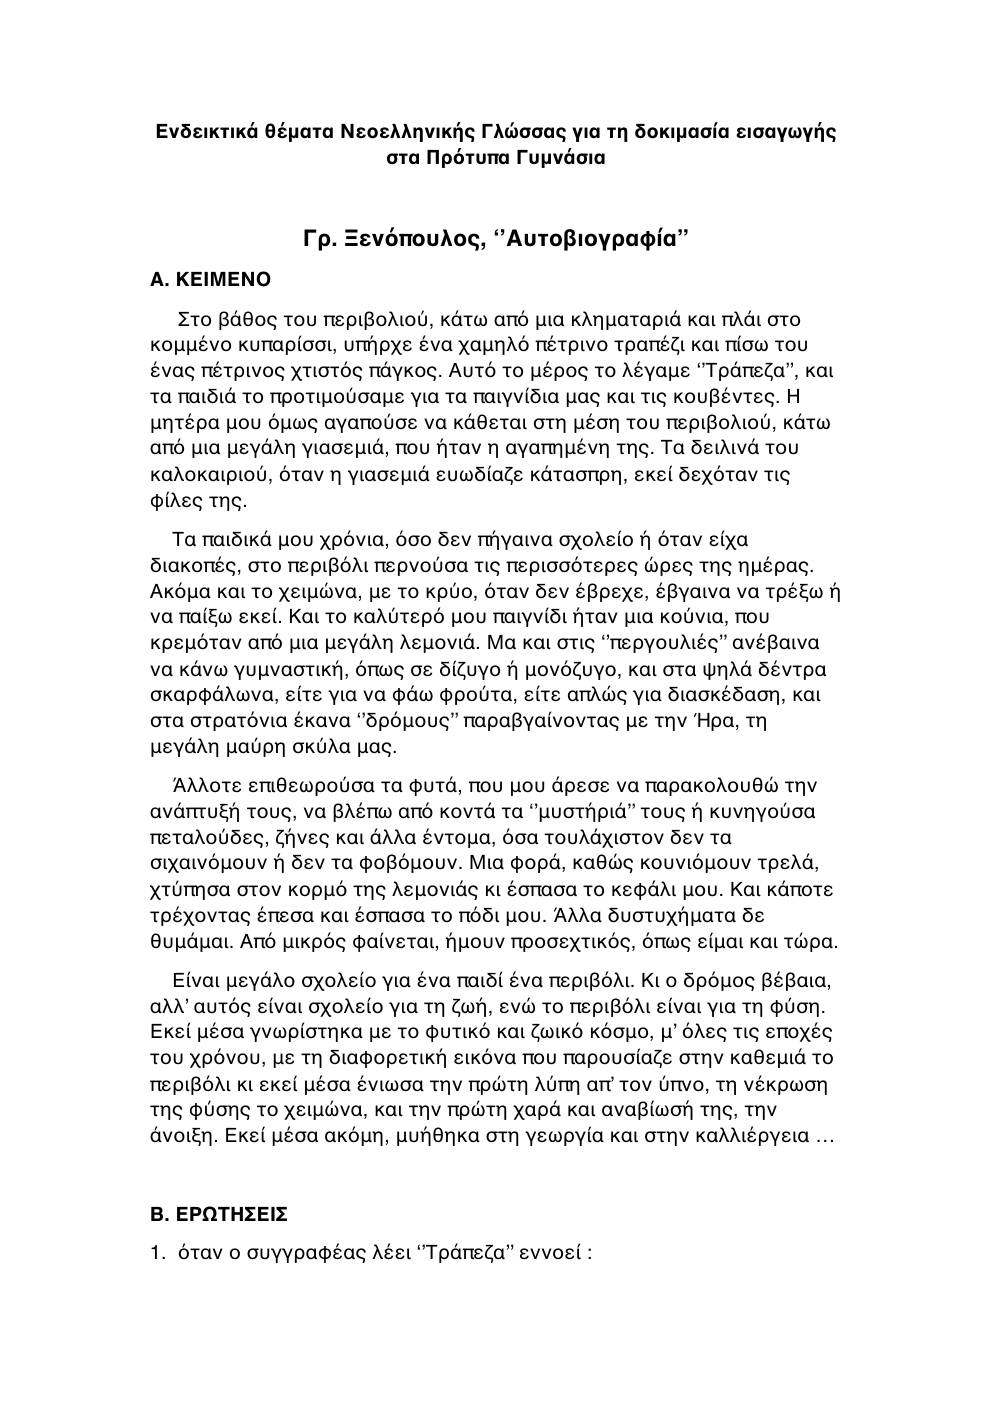 Ενδεικτικά θέματα Νεοελληνικής Γλώσσας για τη δοκιμασία εισαγωγής
στα Πρότυπα Γυμνάσια
Γρ. Ξενόπουλος, ‘’Αυτοβιογραφία’’
Α. ΚΕΙΜΕΝΟ
Στο βάθος του περιβολιού, κάτω από μια κληματαριά και πλάι στο
κομμένο κυπαρίσσι, υπήρχε ένα χαμηλό πέτρινο τραπέζι και πίσω του
ένας πέτρινος χτιστός πάγκος. Αυτό το μέρος το λέγαμε ‘’Τράπεζα’’, και
τα παιδιά το προτιμούσαμε για τα παιγνίδια μας και τις κουβέντες. Η
μητέρα μου όμως αγαπούσε να κάθεται στη μέση του περιβολιού, κάτω
από μια μεγάλη γιασεμιά, που ήταν η αγαπημένη της. Τα δειλινά του
καλοκαιριού, όταν η γιασεμιά ευωδίαζε κάτασπρη, εκεί δεχόταν τις
φίλες της.
Τα παιδικά μου χρόνια, όσο δεν πήγαινα σχολείο ή όταν είχα
διακοπές, στο περιβόλι περνούσα τις περισσότερες ώρες της ημέρας.
Ακόμα και το χειμώνα, με το κρύο, όταν δεν έβρεχε, έβγαινα να τρέξω ή
να παίξω εκεί. Και το καλύτερό μου παιγνίδι ήταν μια κούνια, που
κρεμόταν από μια μεγάλη λεμονιά. Μα και στις ‘’περγουλιές’’ ανέβαινα
να κάνω γυμναστική, όπως σε δίζυγο ή μονόζυγο, και στα ψηλά δέντρα
σκαρφάλωνα, είτε για να φάω φρούτα, είτε απλώς για διασκέδαση, και
στα στρατόνια έκανα ‘’δρόμους’’ παραβγαίνοντας με την Ήρα, τη
μεγάλη μαύρη σκύλα μας.
Άλλοτε επιθεωρούσα τα φυτά, που μου άρεσε να παρακολουθώ την
ανάπτυξή τους, να βλέπω από κοντά τα ‘’μυστήριά’’ τους ή κυνηγούσα
πεταλούδες, ζήνες και άλλα έντομα, όσα τουλάχιστον δεν τα
σιχαινόμουν ή δεν τα φοβόμουν. Μια φορά, καθώς κουνιόμουν τρελά,
χτύπησα στον κορμό της λεμονιάς κι έσπασα το κεφάλι μου. Και κάποτε
τρέχοντας έπεσα και έσπασα το πόδι μου. Άλλα δυστυχήματα δε
θυμάμαι. Από μικρός φαίνεται, ήμουν προσεχτικός, όπως είμαι και τώρα.
Είναι μεγάλο σχολείο για ένα παιδί ένα περιβόλι. Κι ο δρόμος βέβαια,
αλλ’ αυτός είναι σχολείο για τη ζωή, ενώ το περιβόλι είναι για τη φύση.
Εκεί μέσα γνωρίστηκα με το φυτικό και ζωικό κόσμο, μ’ όλες τις εποχές
του χρόνου, με τη διαφορετική εικόνα που παρουσίαζε στην καθεμιά το
περιβόλι κι εκεί μέσα ένιωσα την πρώτη λύπη απ’ τον ύπνο, τη νέκρωση
της φύσης το χειμώνα, και την πρώτη χαρά και αναβίωσή της, την
άνοιξη. Εκεί μέσα ακόμη, μυήθηκα στη γεωργία και στην καλλιέργεια …
Β. ΕΡΩΤΗΣΕΙΣ
1. όταν ο συγγραφέας λέει ‘’Τράπεζα’’ εννοεί :